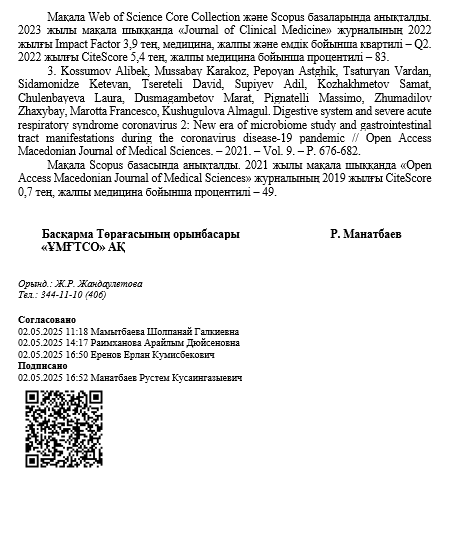 Мақала Web of Science Core Collection және Scopus базаларында анықталды.
2023 жылы мақала шыққанда «Journal of Clinical Medicine» журналының 2022
жылғы Impact Factor 3,9 тең, медицина, жалпы және емдік бойынша квартилі – Q2.
2022 жылғы CiteScore 5,4 тең, жалпы медицина бойынша процентилі – 83.
3. Kossumov Alibek, Mussabay Karakoz, Pepoyan Astghik, Tsaturyan Vardan,
Sidamonidze Ketevan, Tsereteli David, Supiyev Adil, Kozhakhmetov Samat,
Chulenbayeva Laura, Dusmagambetov Marat, Pignatelli Massimo, Zhumadilov
Zhaxybay, Marotta Francesco, Kushugulova Almagul. Digestive system and severe acute
respiratory syndrome coronavirus 2: New era of microbiome study and gastrointestinal
tract manifestations during the coronavirus disease-19 pandemic // Open Access
Macedonian Journal of Medical Sciences. – 2021. – Vol. 9. – P. 676-682.
Мақала Scopus базасында анықталды. 2021 жылы мақала шыққанда «Open
Access Macedonian Journal of Medical Sciences» журналының 2019 жылғы CiteScore
0,7 тең, жалпы медицина бойынша процентилі – 49.
Басқарма Төрағасының орынбасары Р. Манатбаев
«ҰМҒТСО» АҚ
Орынд.: Ж.Р. Жандаулетова
Тел.: 344-11-10 (406)
Согласовано
02.05.2025 11:18 Мамытбаева Шолпанай Галкиевна
02.05.2025 14:17 Раимханова Арайлым Дюйсеновна
02.05.2025 16:50 Еренов Ерлан Кумисбекович
Подписано
02.05.2025 16:52 Манатбаев Рустем Кусаингазыевич